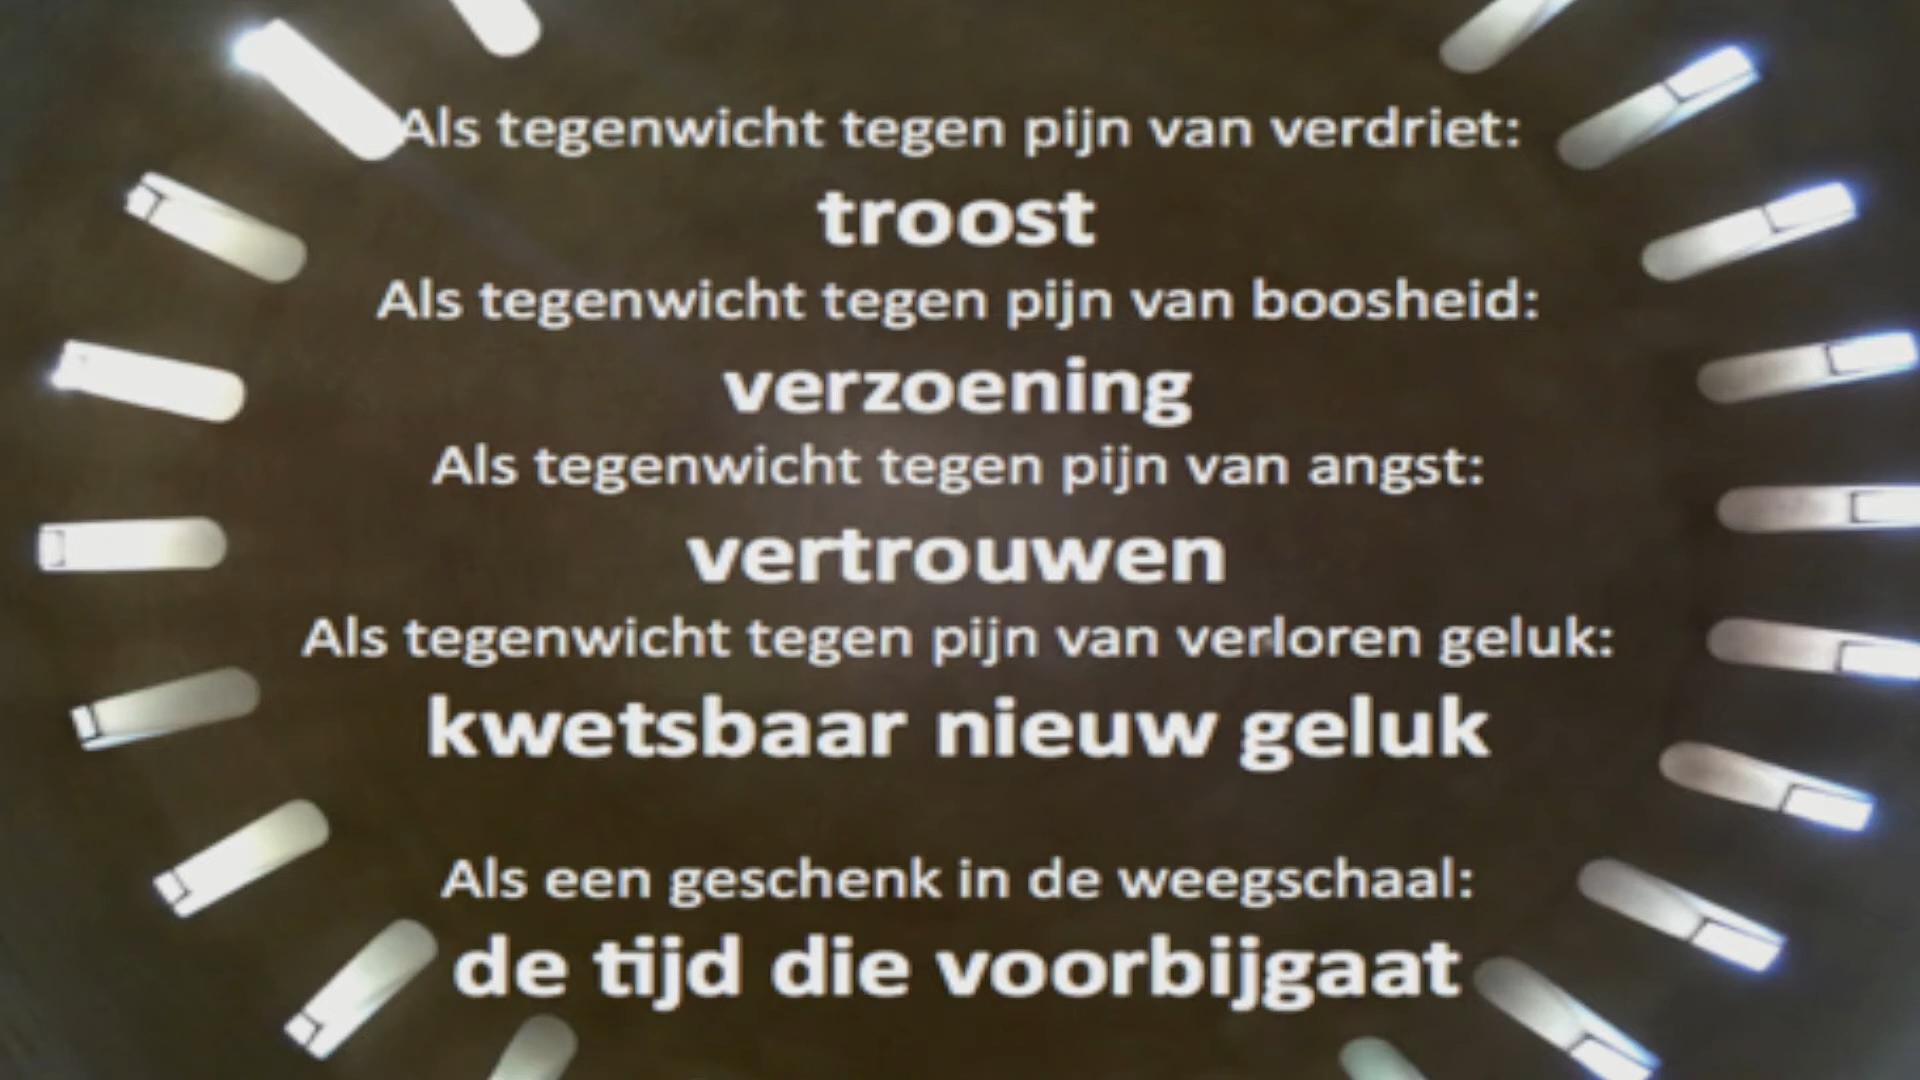 Als tegenwicht tegen pijn van verdriet:
troost
Als tegenwicht tegen pijn van boosheid:
verzoening
Als tegenwicht tegen pijn van angst:
vertrouwen
Als tegenwicht tegen pijn van verloren geluk:
kwetsbaar nieuw geluk
Als een geschenk in de weegschaal:
de tijd die voorbijgaat